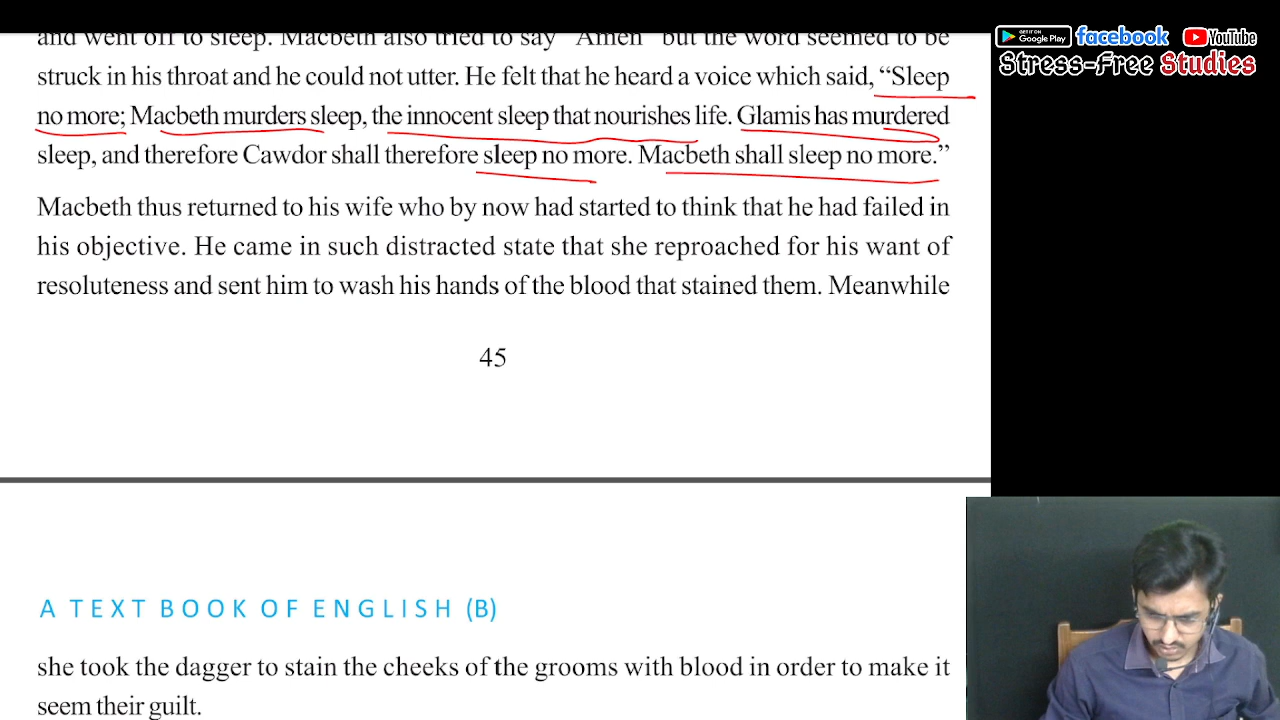 and went off to sleep. Macbeth also tried to say “Amen” but the word seemed to be
struck in his throat and he could not utter. He felt that he heard a voice which said, “Sleep
no more; Macbeth murders sleep, the innocent sleep that nourishes life. Glamis has murdered
sleep, and therefore Cawdor shall therefore sleep no more. Macbeth shall sleep no more.”
Macbeth thus returned to his wife who by now had started to think that he had failed in
his objective. He came in such distracted state that she reproached for his want of
resoluteness and sent him to wash his hands of the blood that stained them. Meanwhile
45
A TEXT BOOK OF ENGLISH (B)
she took the dagger to stain the cheeks of the grooms with blood in order to make it
seem their guilt.
GET IT ON
Google Play
facebook
YouTube
Stress-Free Studies